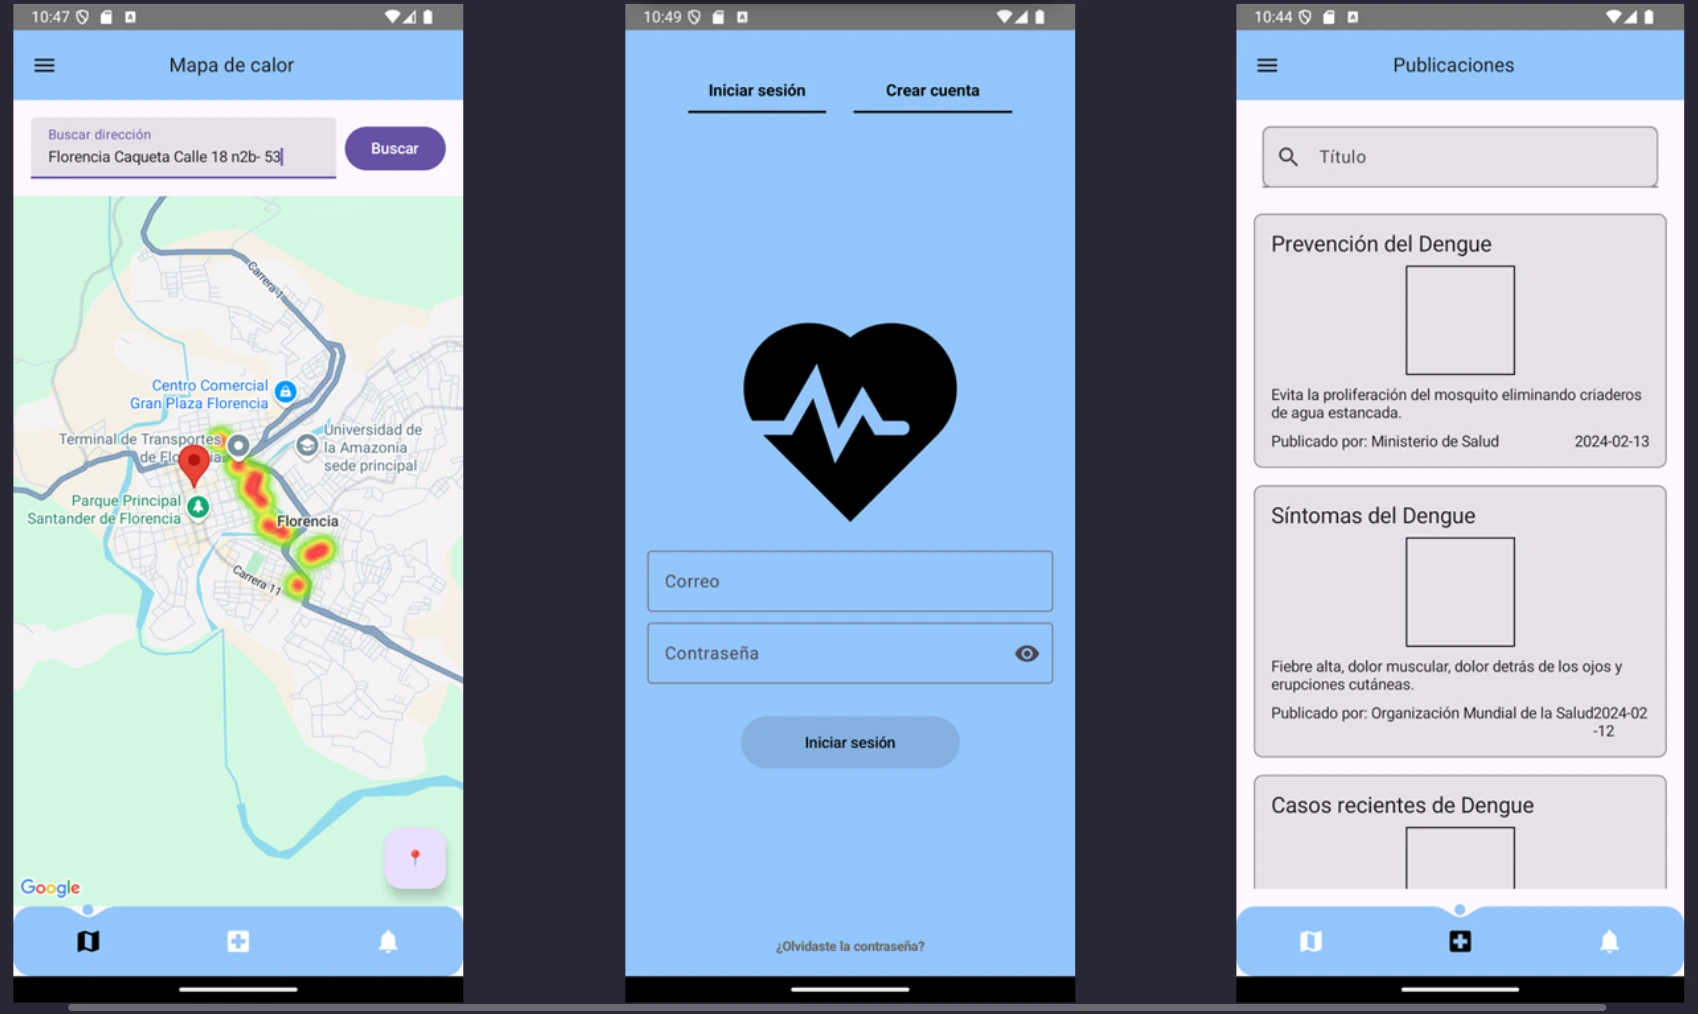 10:47
Mapa de calor
Buscar dirección
Florencia Caqueta Calle 18 n2b- 53
Buscar
Carrera 1
Centro Comercial
Gran Plaza Florencia
Terminal de Transportes
de Flo
Universidad de
la Amazonia
sede principal
Parque Principal
Santander de Florencia
Florencia
Carrera 11
Google
10:49
Iniciar sesión
Crear cuenta
Correo
Contraseña
Iniciar sesión
¿Olvidaste la contraseña?
10:44
Publicaciones
Título
Prevención del Dengue
Evita la proliferación del mosquito eliminando criaderos
de agua estancada.
Publicado por: Ministerio de Salud 2024-02-13
Síntomas del Dengue
Fiebre alta, dolor muscular, dolor detrás de los ojos y
erupciones cutáneas.
Publicado por: Organización Mundial de la Salud2024-02
-12
Casos recientes de Dengue